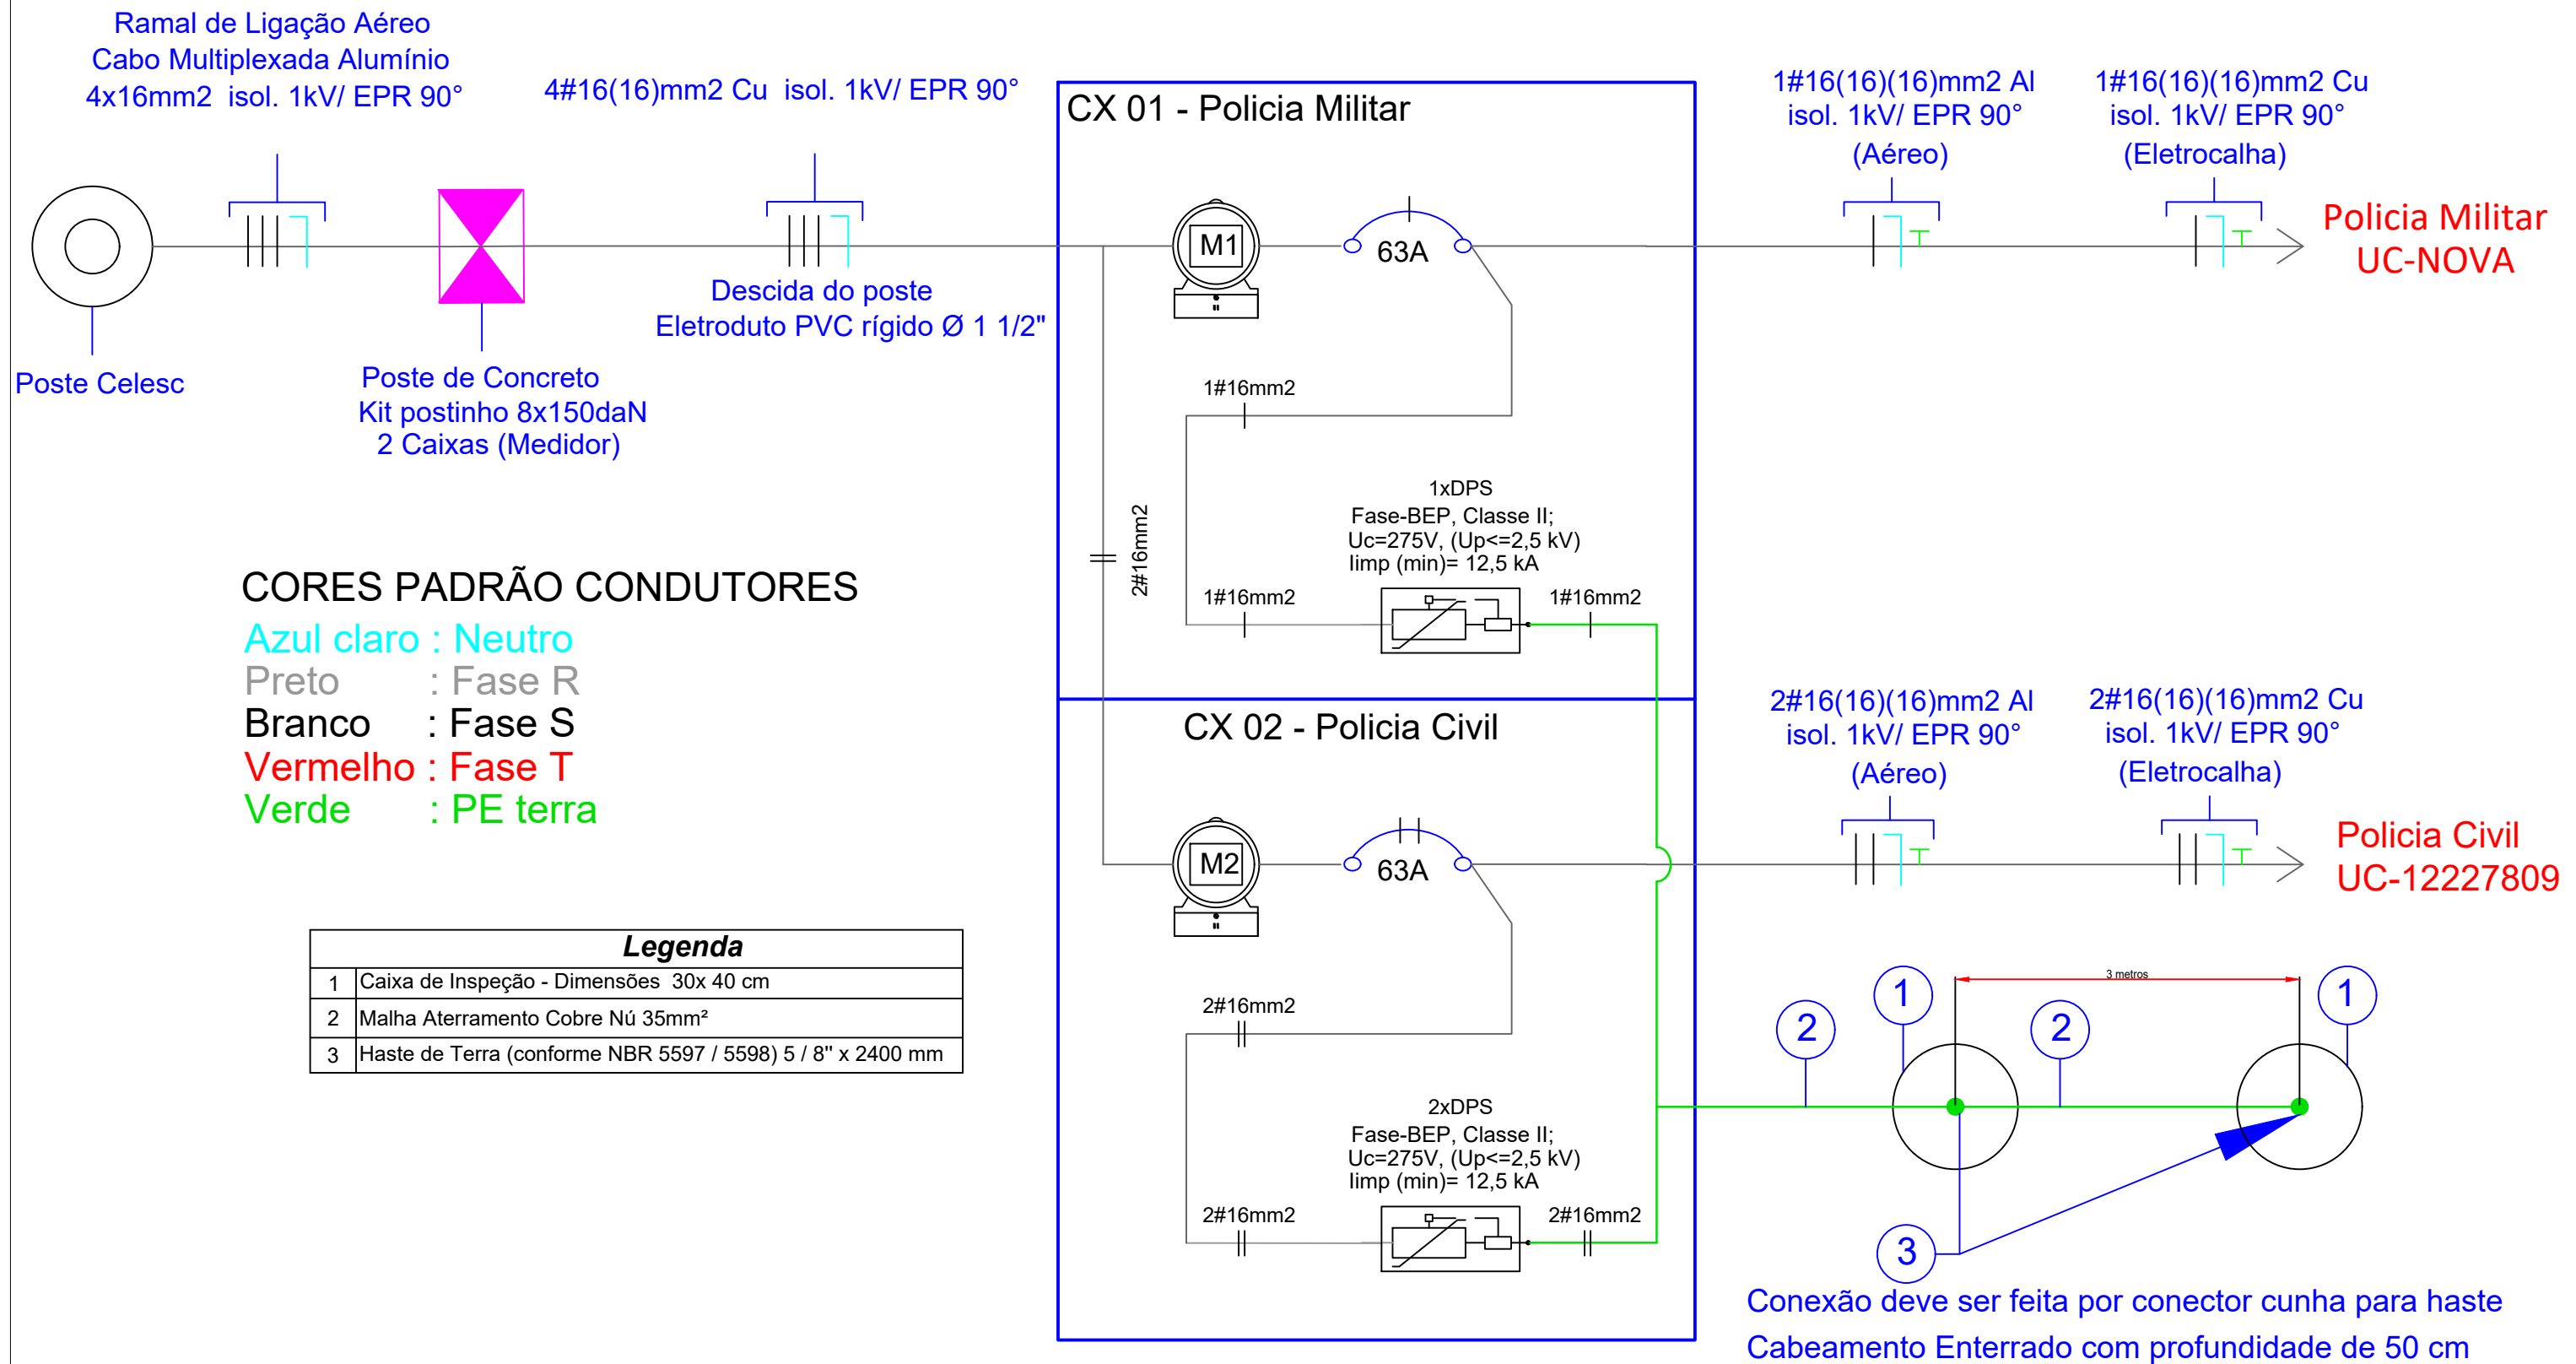 Ramal de Ligação Aéreo
Cabo Multiplexada Alumínio
4x16mm2 isol. 1kV/ EPR 90°
4#16(16)mm2 Cu isol. 1kV/ EPR 90°
Poste Celesc
Poste de Concreto
Kit postinho 8x150daN
2 Caixas (Medidor)
Descida do poste
Eletroduto PVC rígido Ø 1 1/2"
CX 01 - Policia Militar
M1
63A
1#16mm2
2#16mm2
1xDPS
Fase-BEP, Classe II;
Uc=275V, (Up<=2,5 kV)
Iimp (min)= 12,5 kA
1#16mm2
1#16mm2
1#16(16)(16)mm2 Al
isol. 1kV/ EPR 90°
(Aéreo)
1#16(16)(16)mm2 Cu
isol. 1kV/ EPR 90°
(Eletrocalha)
Policia Militar
UC-NOVA
CORES PADRÃO CONDUTORES
Azul claro : Neutro
Preto : Fase R
Branco : Fase S
Vermelho : Fase T
Verde : PE terra
CX 02 - Policia Civil
M2
63A
2#16mm2
2xDPS
Fase-BEP, Classe II;
Uc=275V, (Up<=2,5 kV)
Iimp (min)= 12,5 kA
2#16mm2
2#16mm2
2#16(16)(16)mm2 Al
isol. 1kV/ EPR 90°
(Aéreo)
2#16(16)(16)mm2 Cu
isol. 1kV/ EPR 90°
(Eletrocalha)
Policia Civil
UC-12227809
Legenda
1 Caixa de Inspeção - Dimensões 30x 40 cm
2 Malha Aterramento Cobre Nú 35mm²
3 Haste de Terra (conforme NBR 5597 / 5598) 5 / 8" x 2400 mm
3 metros
2
1
2
1
3
Conexão deve ser feita por conector cunha para haste
Cabeamento Enterrado com profundidade de 50 cm